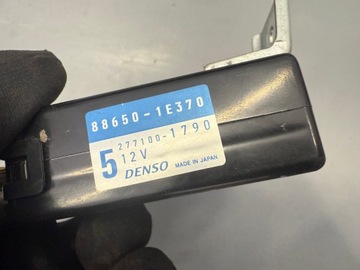 88650-1E370
277100-1790
5 12V
DENSO MADE IN JAPAN